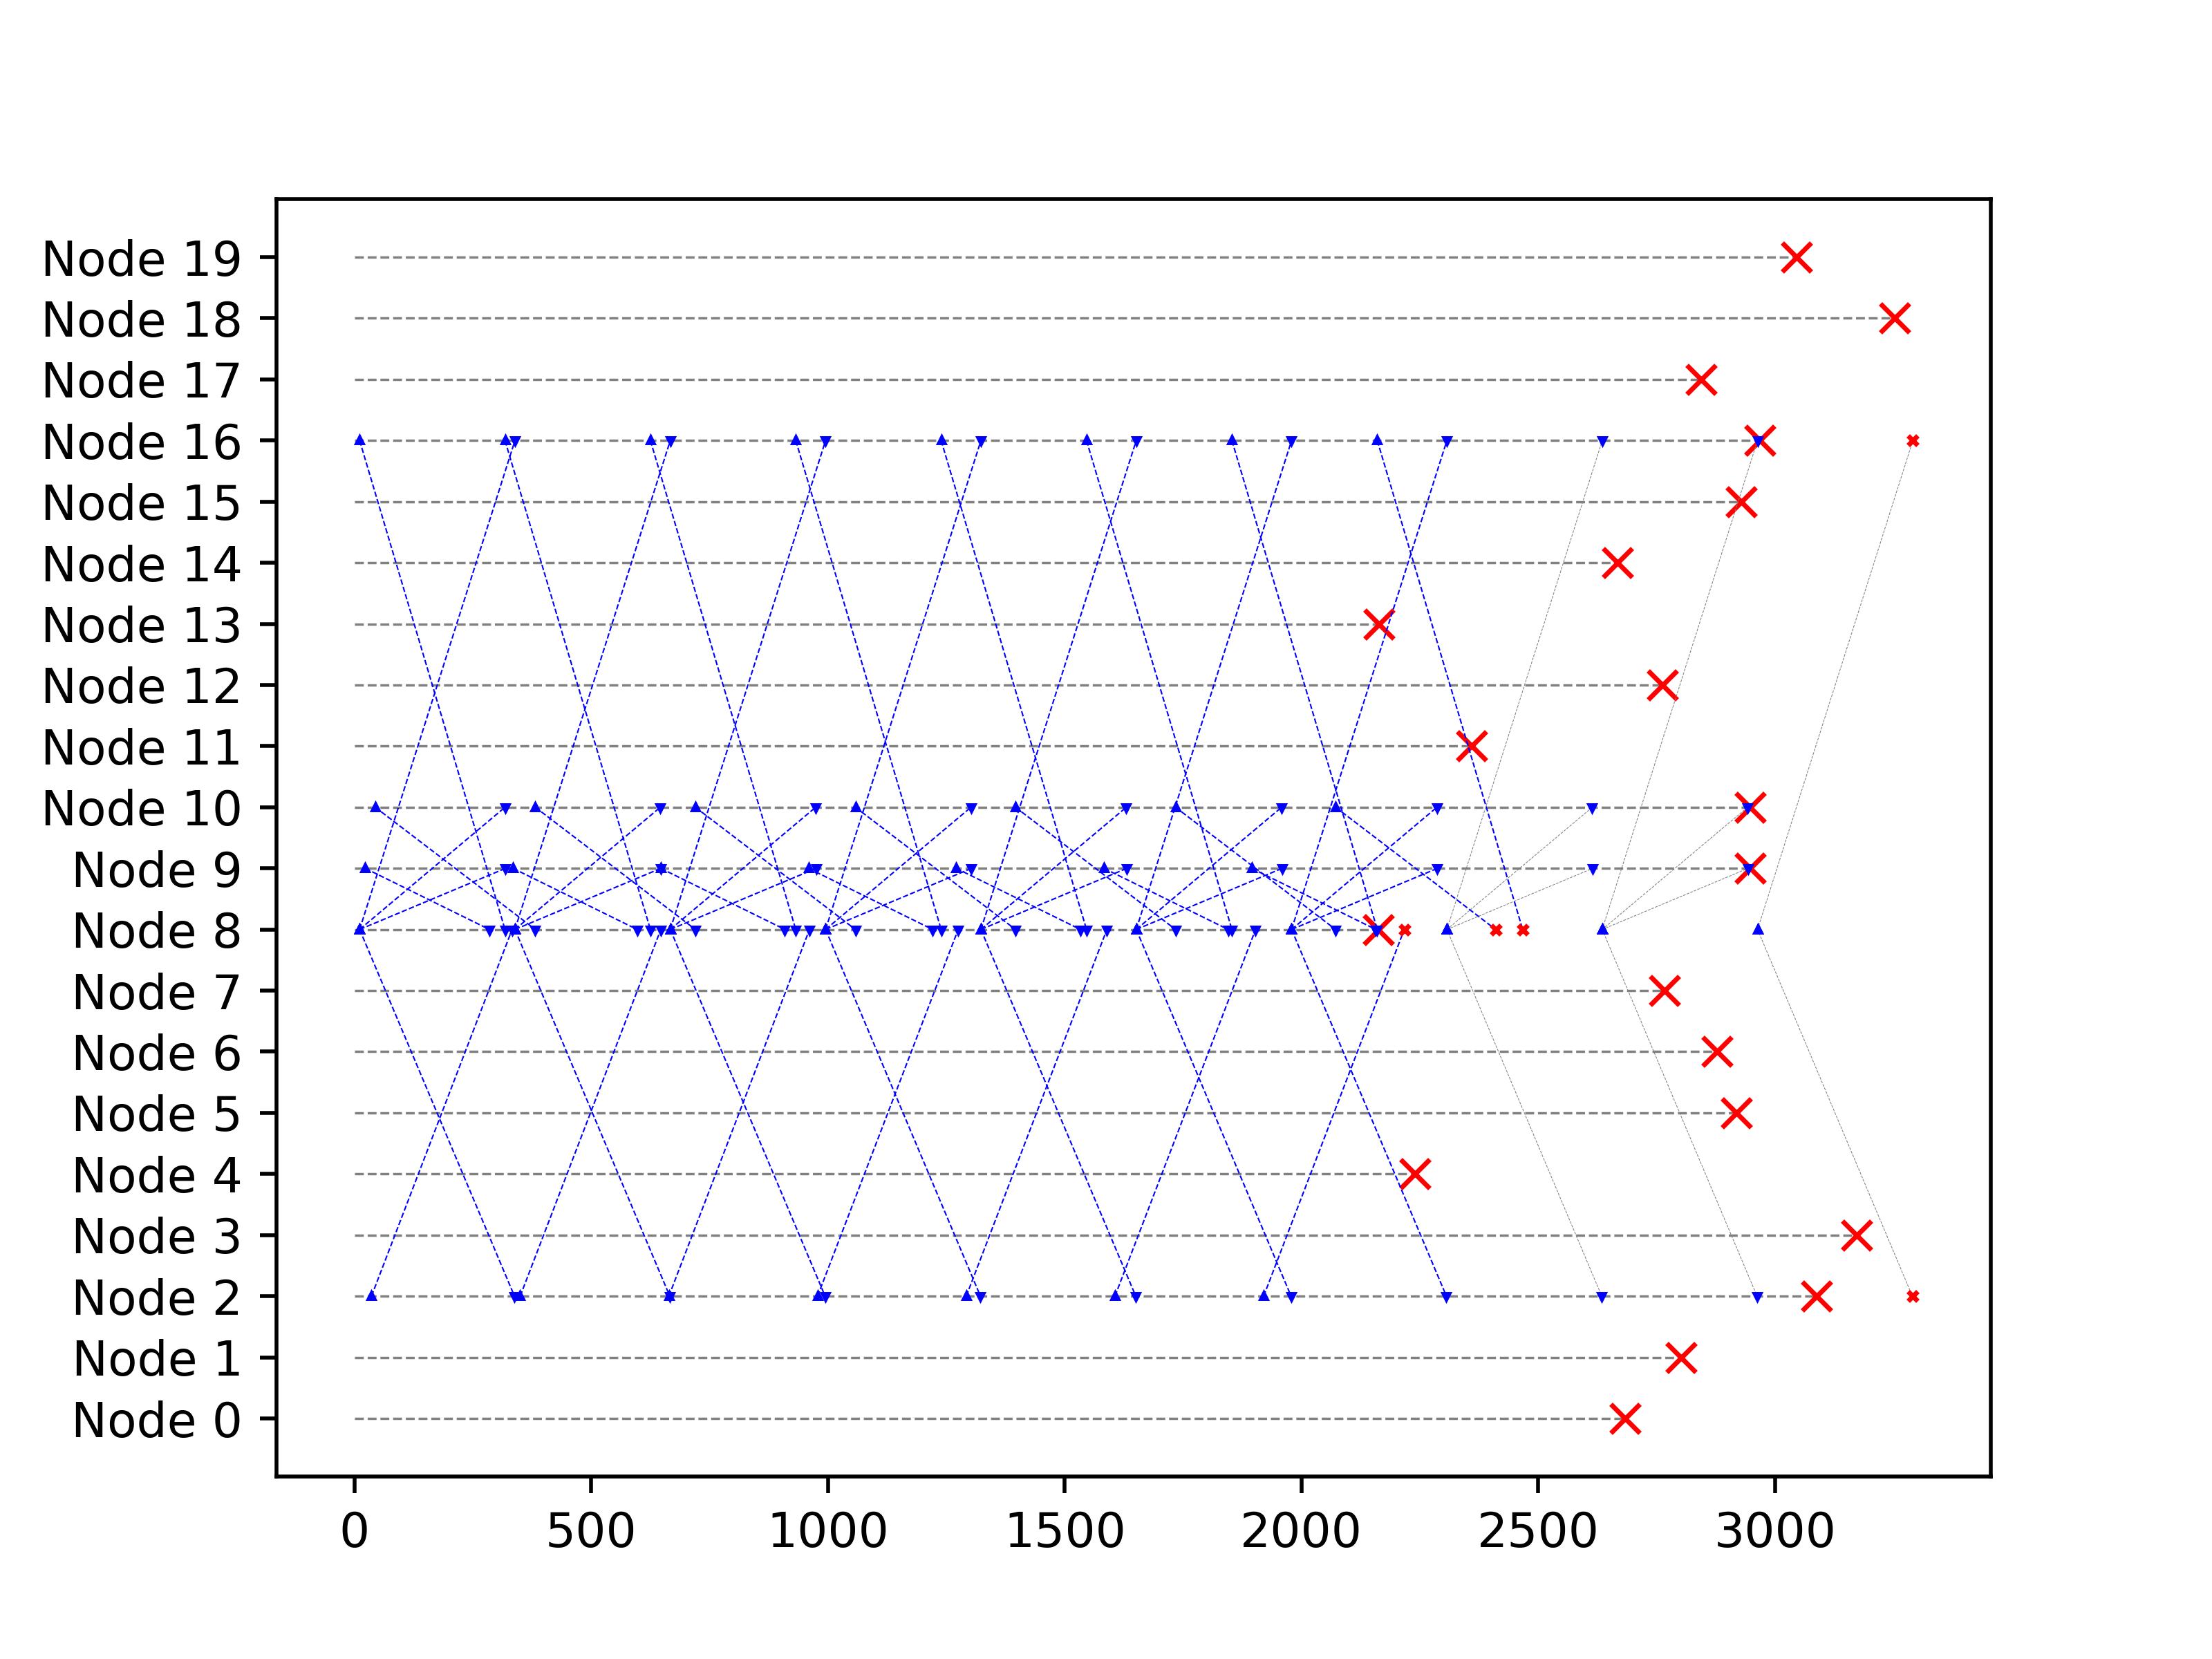 Node 19
Node 18
Node 17
Node 16
Node 15
Node 14
Node 13
Node 12
Node 11
Node 10
Node 9
Node 8
Node 7
Node 6
Node 5
Node 4
Node 3
Node 2
Node 1
Node 0
0 500 1000 1500 2000 2500 3000